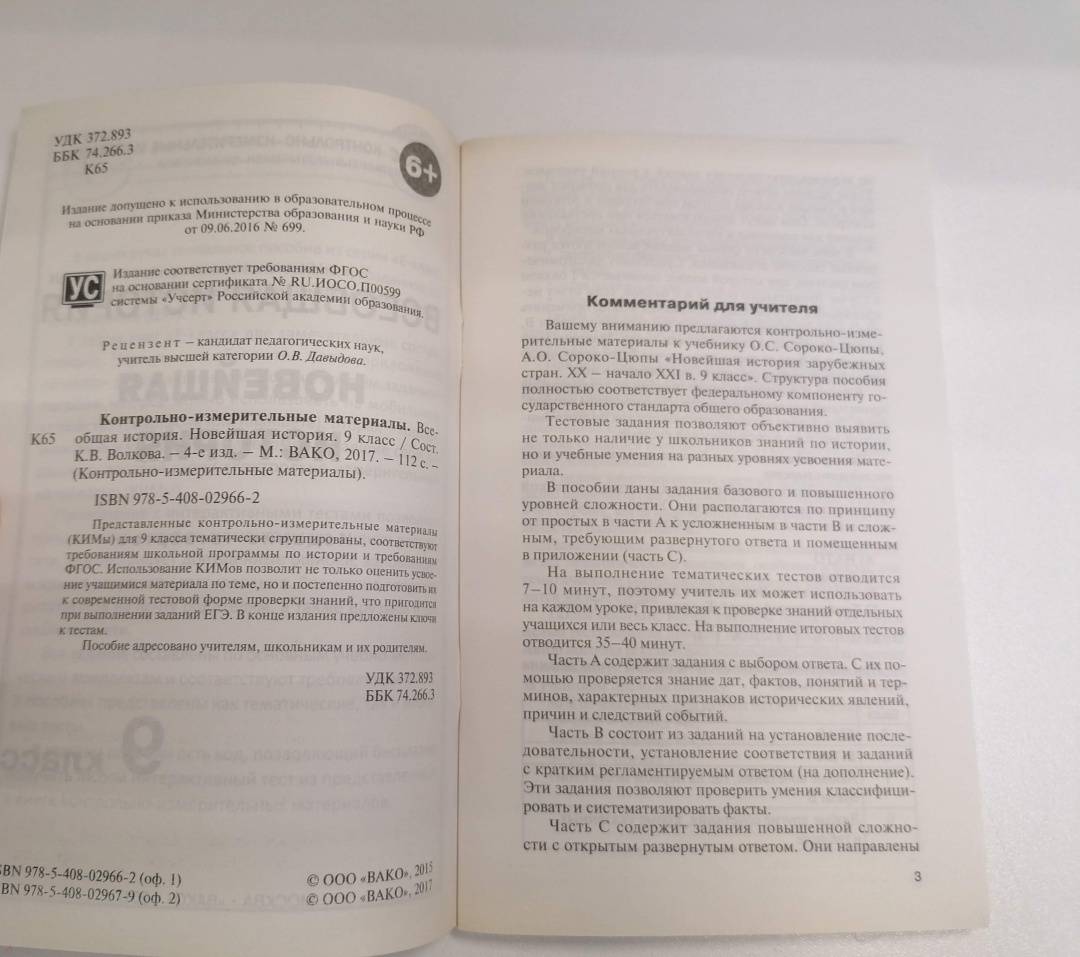 УДК 372.893
ББК 74.266.3
К65
6+
Издание допущено к использованию в образовательном процессе
на основании приказа Министерства образования и науки РФ
от 09.06.2016 № 699.
УС
Издание соответствует требованиям ФГОС
на основании сертификата № RU.ИОСО.П00599
системы «Учсерт» Российской академии образования.
Рецензент – кандидат педагогических наук,
учитель высшей категории О.В. Давыдова.
Контрольно-измерительные материалы. Все-
К65 общая история. Новейшая история. 9 класс / Сост.
К.В. Волкова. – 4-е изд. – М.: ВАКО, 2017. – 112 с. –
(Контрольно-измерительные материалы).
ISBN 978-5-408-02966-2
Представленные контрольно-измерительные материалы
(КИМы) для 9 класса тематически сгруппированы, соответствуют
требованиям школьной программы по истории и требованиям
ФГОС. Использование КИМов позволит не только оценить усвое-
ние учащимися материала по теме, но и постепенно подготовить их
к современной тестовой форме проверки знаний, что пригодится
при выполнении заданий ЕГЭ. В конце издания предложены ключи
к тестам.
Пособие адресовано учителям, школьникам и их родителям.
УДК 372.893
ББК 74.266.3
SBN 978-5-408-02966-2 (оф. 1)
BN 978-5-408-02967-9 (оф. 2)
© ООО «ВАКО», 2015
© ООО «ВАКО», 2017
Комментарий для учителя
Вашему вниманию предлагаются контрольно-изме-
рительные материалы к учебнику О.С. Сороко-Цюпы,
А.О. Сороко-Цюпы «Новейшая история зарубежных
стран. XX – начало XXI в. 9 класс». Структура пособия
полностью соответствует федеральному компоненту го-
сударственного стандарта общего образования.
Тестовые задания позволяют объективно выявить
не только наличие у школьников знаний по истории,
но и учебные умения на разных уровнях усвоения мате-
риала.
В пособии даны задания базового и повышенного
уровней сложности. Они располагаются по принципу
от простых в части А к усложненным в части В и слож-
ным, требующим развернутого ответа и помещенным
в приложении (часть С).
На выполнение тематических тестов отводится
7–10 минут, поэтому учитель их может использовать
на каждом уроке, привлекая к проверке знаний отдельных
учащихся или весь класс. На выполнение итоговых тестов
отводится 35–40 минут.
Часть А содержит задания с выбором ответа. С их по-
мощью проверяется знание дат, фактов, понятий и тер-
минов, характерных признаков исторических явлений,
причин и следствий событий.
Часть В состоит из заданий на установление после-
довательности, установление соответствия и заданий
с кратким регламентируемым ответом (на дополнение).
Эти задания позволяют проверить умения классифици-
ровать и систематизировать факты.
Часть С содержит задания повышенной сложно-
сти с открытым развернутым ответом. Они направлены
3